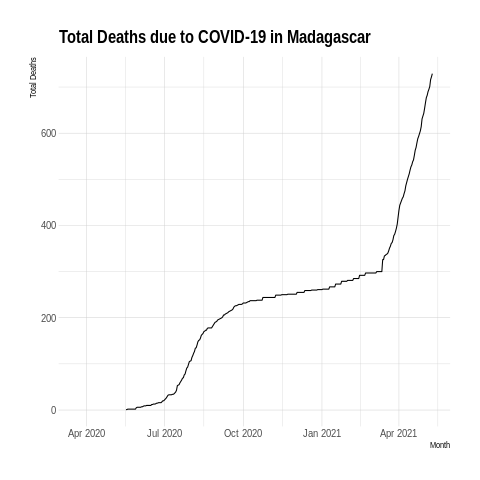 Total Deaths due to COVID-19 in Madagascar
Total Deaths
600
400
200
0
Apr 2020 Jul 2020 Oct 2020 Jan 2021 Apr 2021
Month